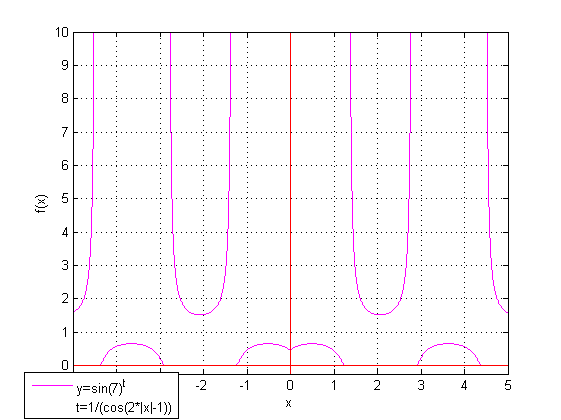 10
9
8
7
6
5
4
3
2
1
0
f(x)
-2 -1 0 1 2 3 4 5
x
y=sin(7)^t
t=1/(cos(2*|x|-1))